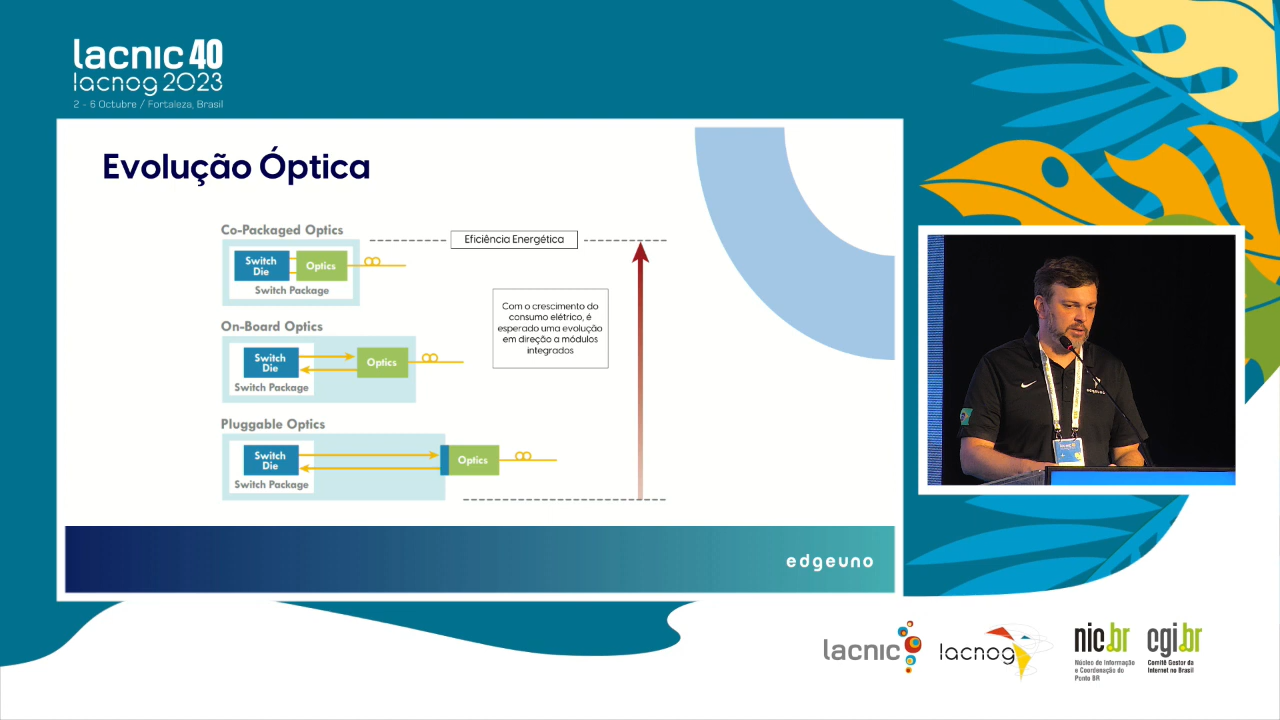 lacnic 40
lacnog 2023
2 - 6 Octubre / Fortaleza, Brasil
Evolução Óptica
Co-Packaged Optics
Switch
Die
Optics
Switch Package
Eficiência Energética
Com o crescimento do
consumo elétrico, é
esperado uma evolução
em direção a módulos
integrados
On-Board Optics
Switch
Die
Optics
Switch Package
Pluggable Optics
Switch
Die
Optics
Switch Package
edgeuno
edgeuno
lacnic
lacnog
nic.br
Núcleo de Informação
e Coordenação do
Ponto BR
cgi.br
Comitê Gestor da
Internet no Brasil